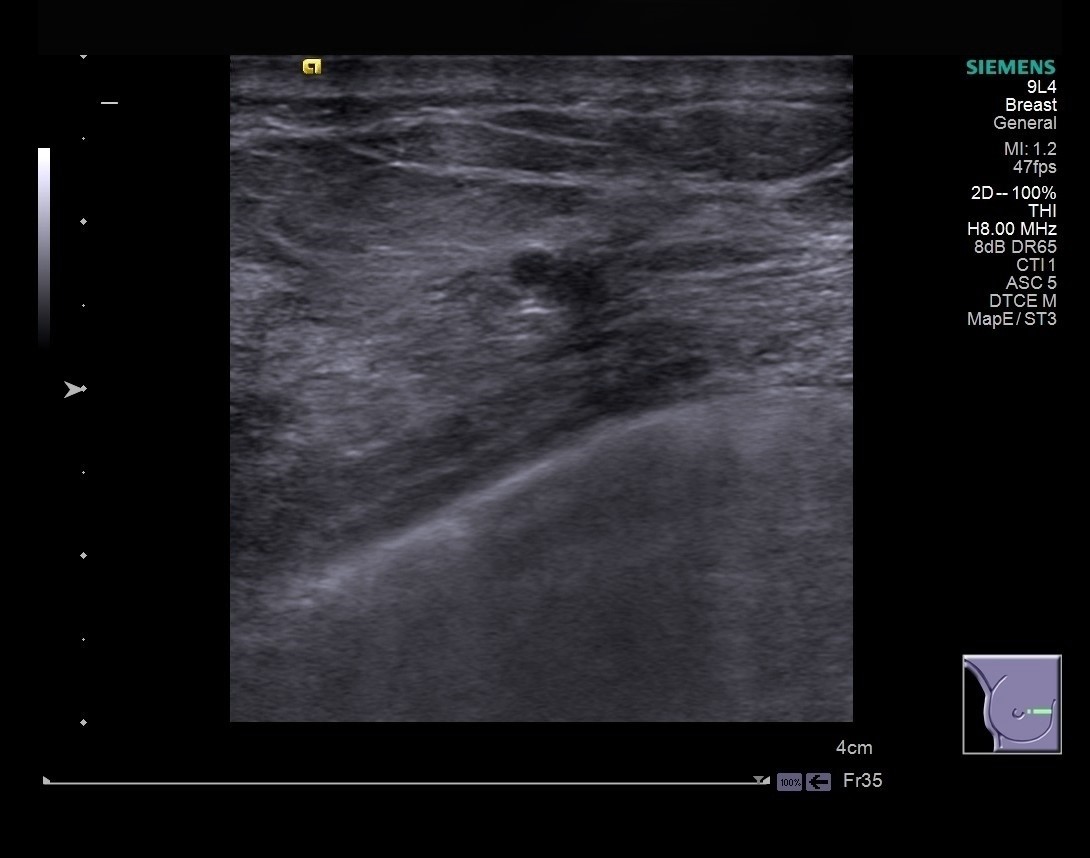 SIEMENS
9L4
Breast
General
MI: 1.2
47fps
2D--100%
THI
H8.00 MHz
8dB DR65
CTI 1
ASC 5
DTCE M
MapE / ST3
4cm
100% Fr35